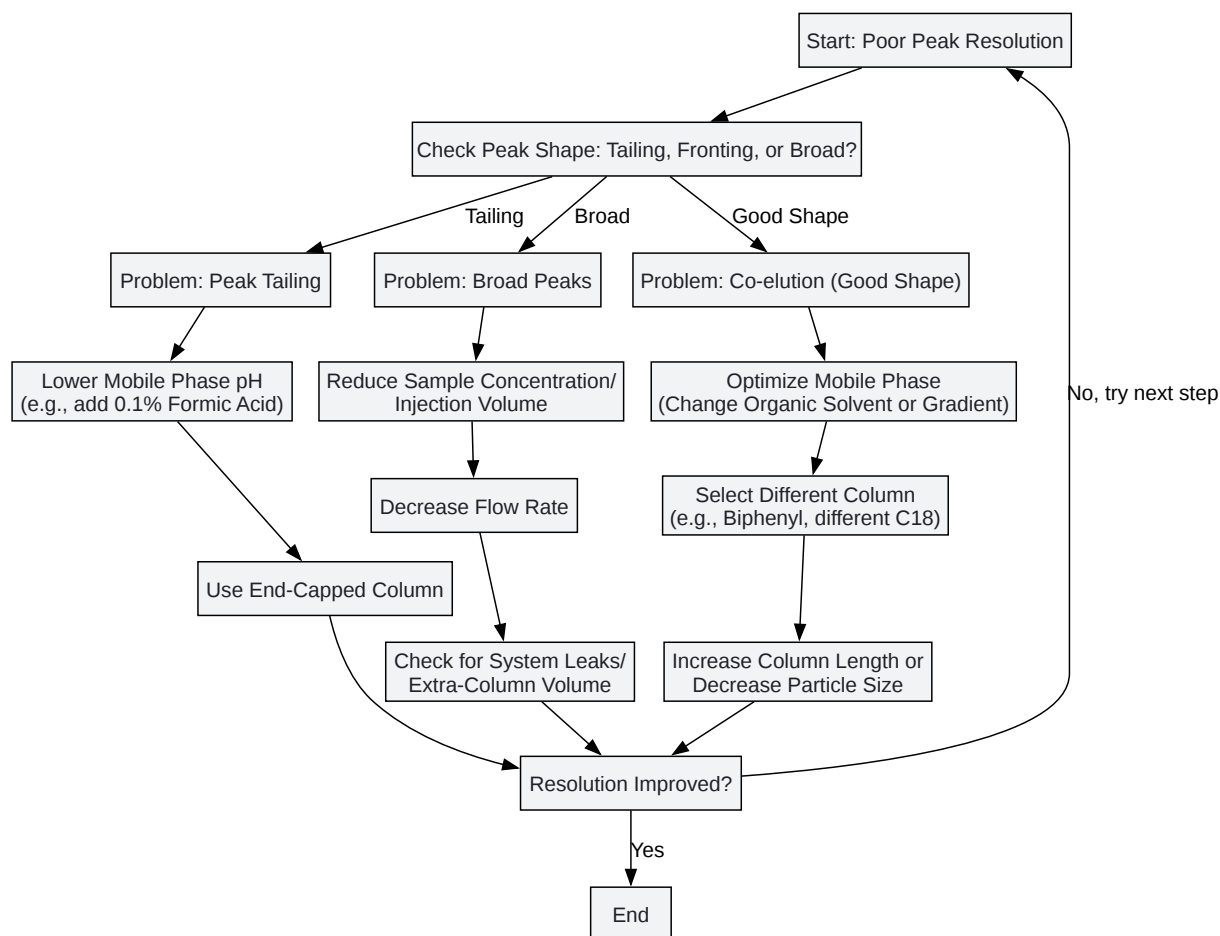 Start: Poor Peak Resolution
Check Peak Shape: Tailing, Fronting, or Broad?
Tailing
Broad
Good Shape
Problem: Peak Tailing
Problem: Broad Peaks
Problem: Co-elution (Good Shape)
Lower Mobile Phase pH
(e.g., add 0.1% Formic Acid)
Reduce Sample Concentration/
Injection Volume
Optimize Mobile Phase
(Change Organic Solvent or Gradient)
No, try next step
Decrease Flow Rate
Select Different Column
(e.g., Biphenyl, different C18)
Use End-Capped Column
Check for System Leaks/
Extra-Column Volume
Increase Column Length or
Decrease Particle Size
Resolution Improved?
Yes
End